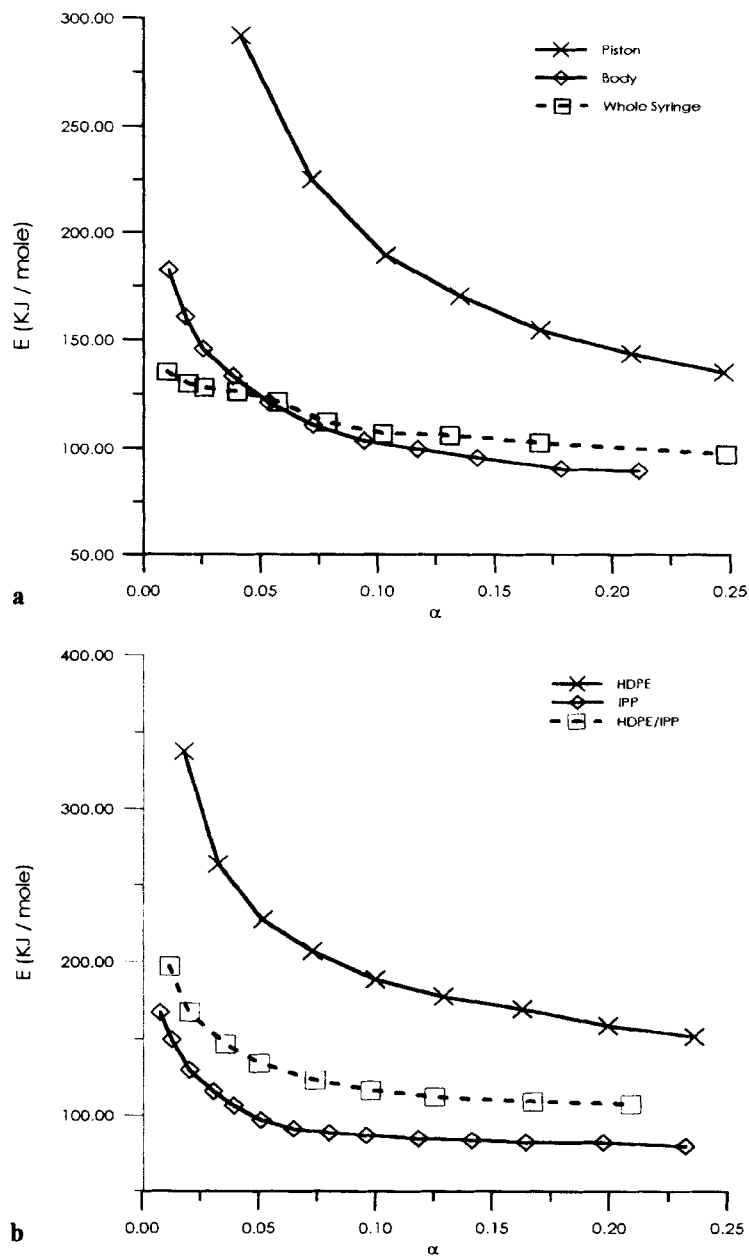 300.00
250.00
200.00
150.00
100.00
50.00
E (KJ / mole)
Piston
Body
Whole Syringe
0.00 0.05 0.10 0.15 0.20 0.25
α
a
400.00
300.00
200.00
100.00
E (KJ / mole)
HDPE
IPP
HDPE/IPP
0.00 0.05 0.10 0.15 0.20 0.25
α
b